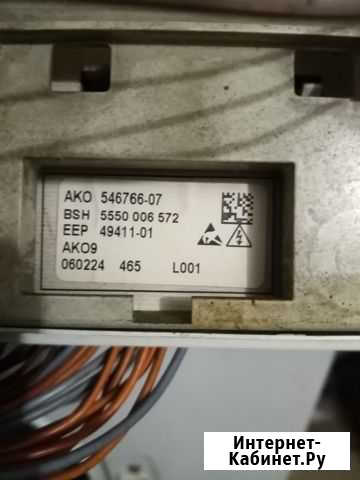 AKO 546766-07
BSH 5550 006 572
EEP 49411-01
AKO9
060224 465 L001
Интернет-
Кабинет.Ру